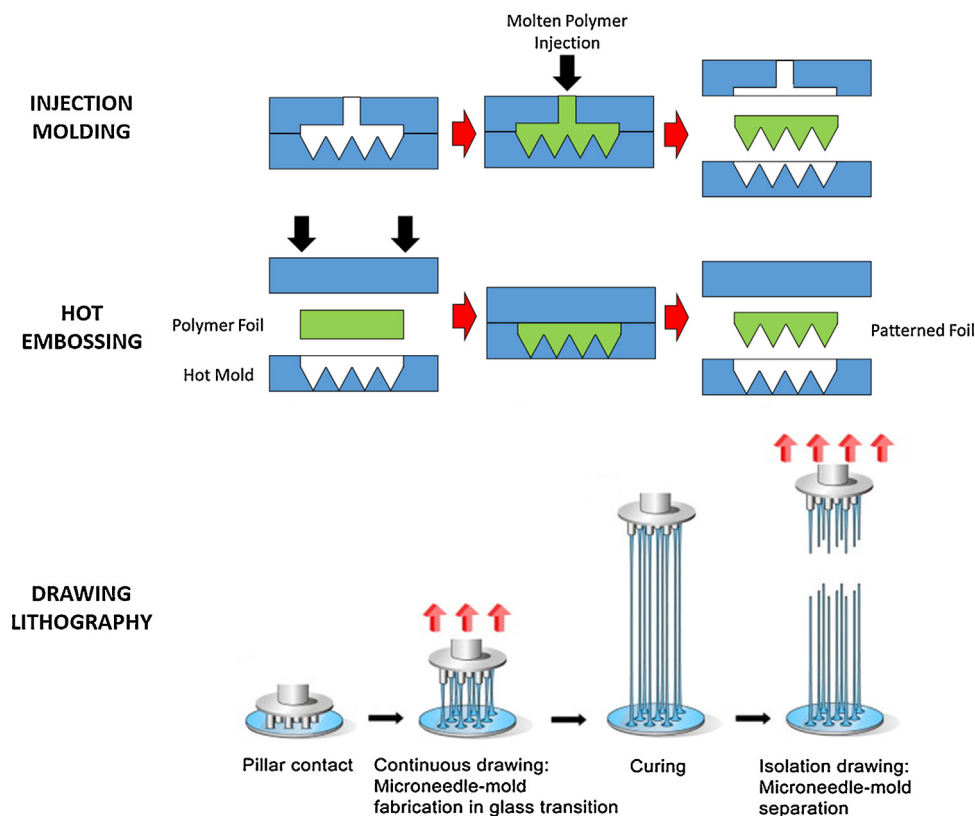 Molten Polymer
Injection
INJECTION
MOLDING
HOT
EMBOSSING
Polymer Foil
Hot Mold
Patterned Foil
DRAWING
LITHOGRAPHY
Pillar contact
Continuous drawing:
Microneedle-mold
fabrication in glass transition
Curing
Isolation drawing:
Microneedle-mold
separation